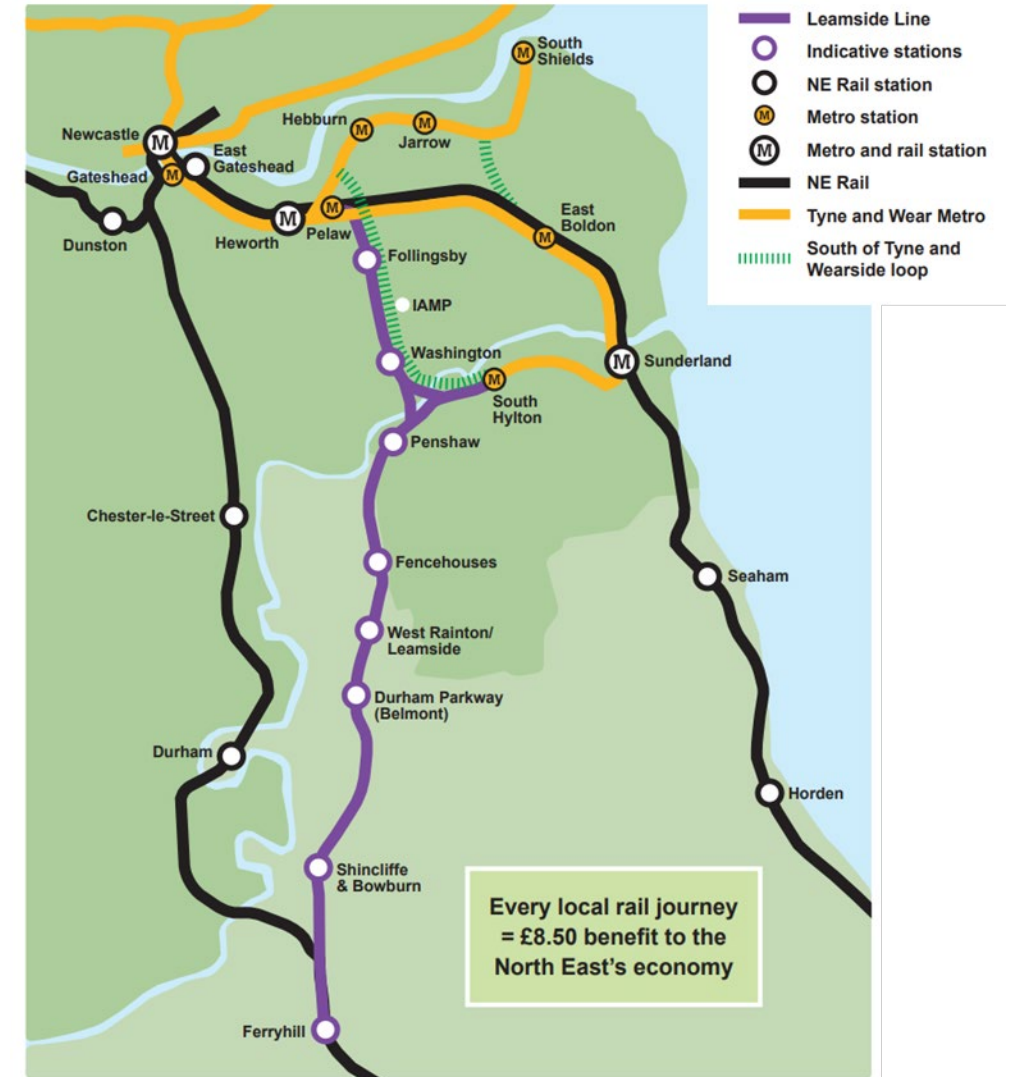 Leamside Line
Indicative stations
NE Rail station
Metro station
M
Metro and rail station
M
NE Rail
Tyne and Wear Metro
South of Tyne and
Wearside loop
South
Shields
M
Hebburn
M
M
Jarrow
Newcastle
M
East
Gateshead
Gateshead
M
Dunston
Heworth
M
Pelaw
M
East
Boldon
M
Follingsby
IAMP
Washington
M
Sunderland
M
South
Hylton
Penshaw
Chester-le-Street
Fencehouses
Seaham
West Rainton/
Leamside
Durham Parkway
(Belmont)
Durham
Horden
Shincliffe
& Bowburn
Every local rail journey
= £8.50 benefit to the
North East's economy
Ferryhill